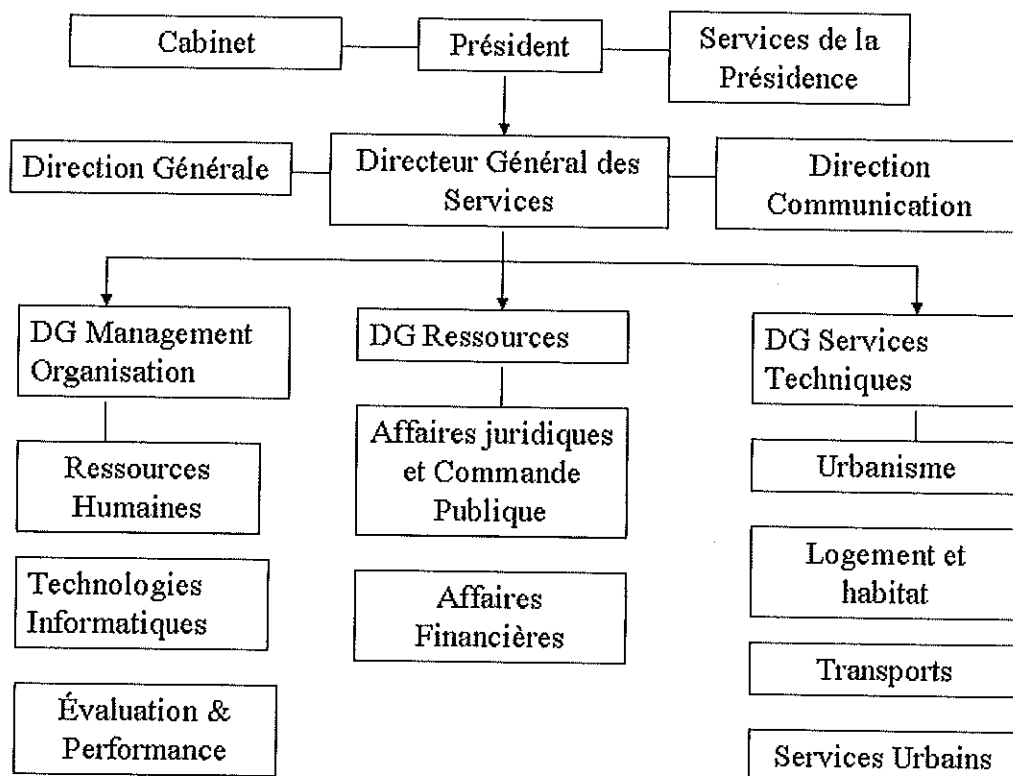 Cabinet
Président
Services de la
Présidence
Direction Générale
Directeur Général des
Services
Direction
Communication
DG Management
Organisation
DG Ressources
DG Services
Techniques
Ressources
Humaines
Affaires juridiques
et Commande
Publique
Urbanisme
Technologies
Informatiques
Affaires
Financières
Logement et
habitat
Transports
Évaluation &
Performance
Services Urbains